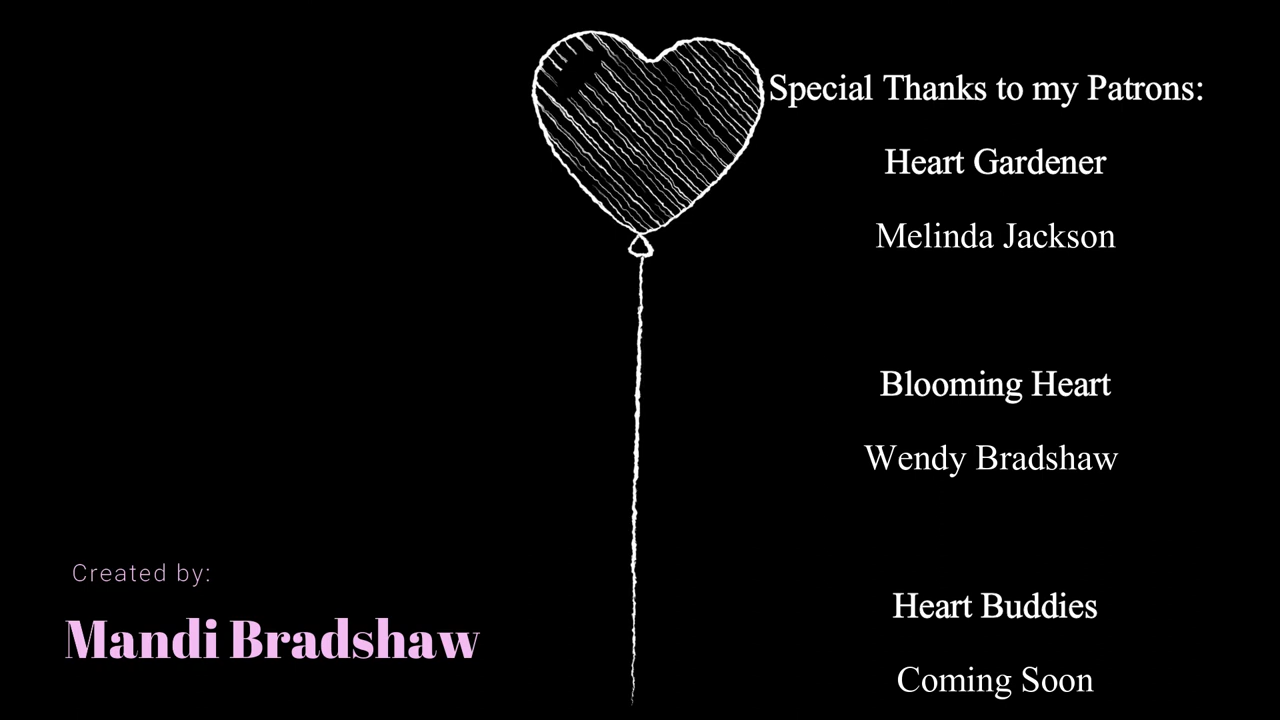 Special Thanks to my Patrons:
Heart Gardener
Melinda Jackson
Blooming Heart
Wendy Bradshaw
Heart Buddies
Coming Soon
Created by:
Mandi Bradshaw